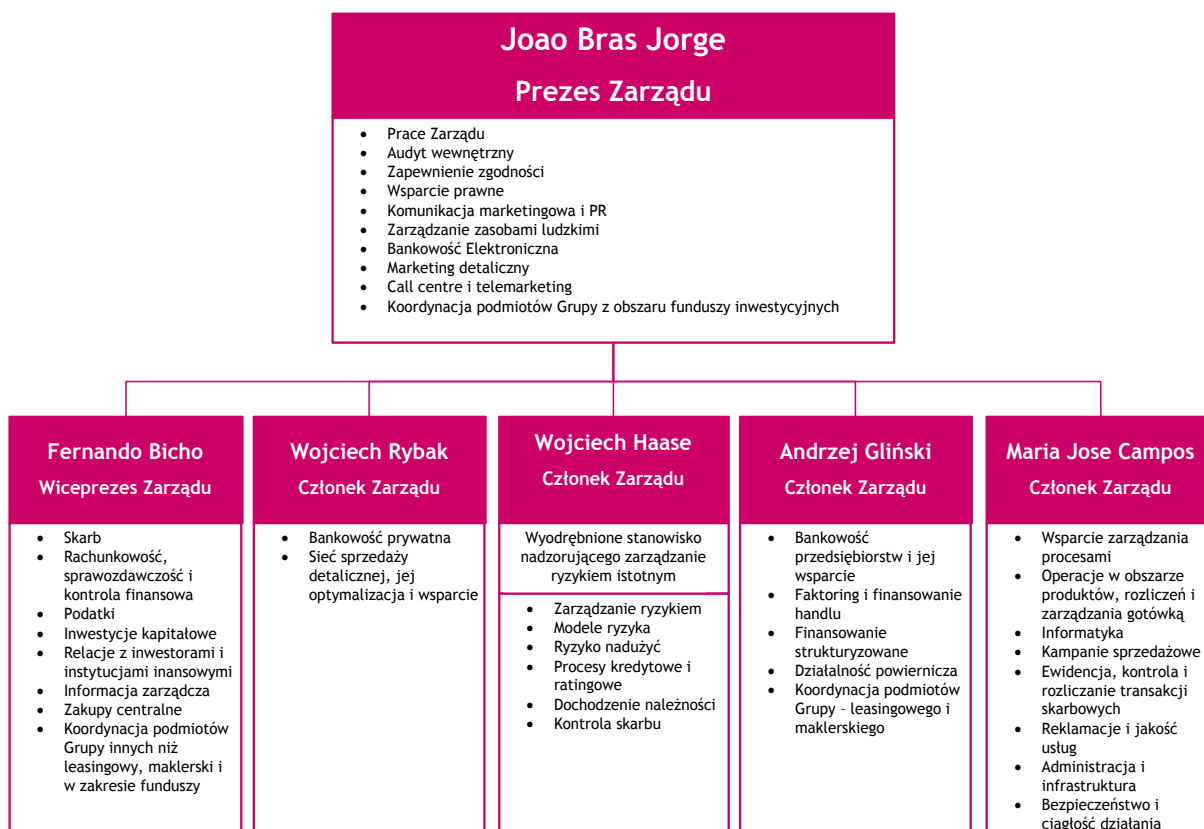 Joao Bras Jorge
Prezes Zarządu
• Prace Zarządu
• Audyt wewnętrzny
• Zapewnienie zgodności
• Wsparcie prawne
• Komunikacja marketingowa i PR
• Zarządzanie zasobami ludzkimi
• Bankowość Elektroniczna
• Marketing detaliczny
• Call centre i telemarketing
• Koordynacja podmiotów Grupy z obszaru funduszy inwestycyjnych
Fernando Bicho
Wiceprezes Zarządu
• Skarb
• Rachunkowość,
sprawozdawczość i
kontrola finansowa
• Podatki
• Inwestycje kapitałowe
• Relacje z inwestorami i
instytucjami inansowymi
• Informacja zarządcza
• Zakupy centralne
• Koordynacja podmiotów
Grupy innych niż
leasingowy, maklerski i
w zakresie funduszy
Wojciech Rybak
Członek Zarządu
• Bankowość prywatna
• Sieć sprzedaży
detalicznej, jej
optymalizacja i wsparcie
Wojciech Haase
Członek Zarządu
Wyodrębnione stanowisko
nadzorującego zarządzanie
ryzykiem istotnym
• Zarządzanie ryzykiem
• Modele ryzyka
• Ryzyko nadużyć
• Procesy kredytowe i
ratingowe
• Dochodzenie należności
• Kontrola skarbu
Andrzej Gliński
Członek Zarządu
• Bankowość
przedsiębiorstw i jej
wsparcie
• Faktoring i finansowanie
handlu
• Finansowanie
strukturyzowane
• Działalność powiernicza
• Koordynacja podmiotów
Grupy – leasingowego i
maklerskiego
Maria Jose Campos
Członek Zarządu
• Wsparcie zarządzania
procesami
• Operacje w obszarze
produktów, rozliczeń i
zarządzania gotówką
• Informatyka
• Kampanie sprzedażowe
• Ewidencja, kontrola i
rozliczanie transakcji
skarbowych
• Reklamacje i jakość
usług
• Administracja i
infrastruktura
• Bezpieczeństwo i
ciągłość działania